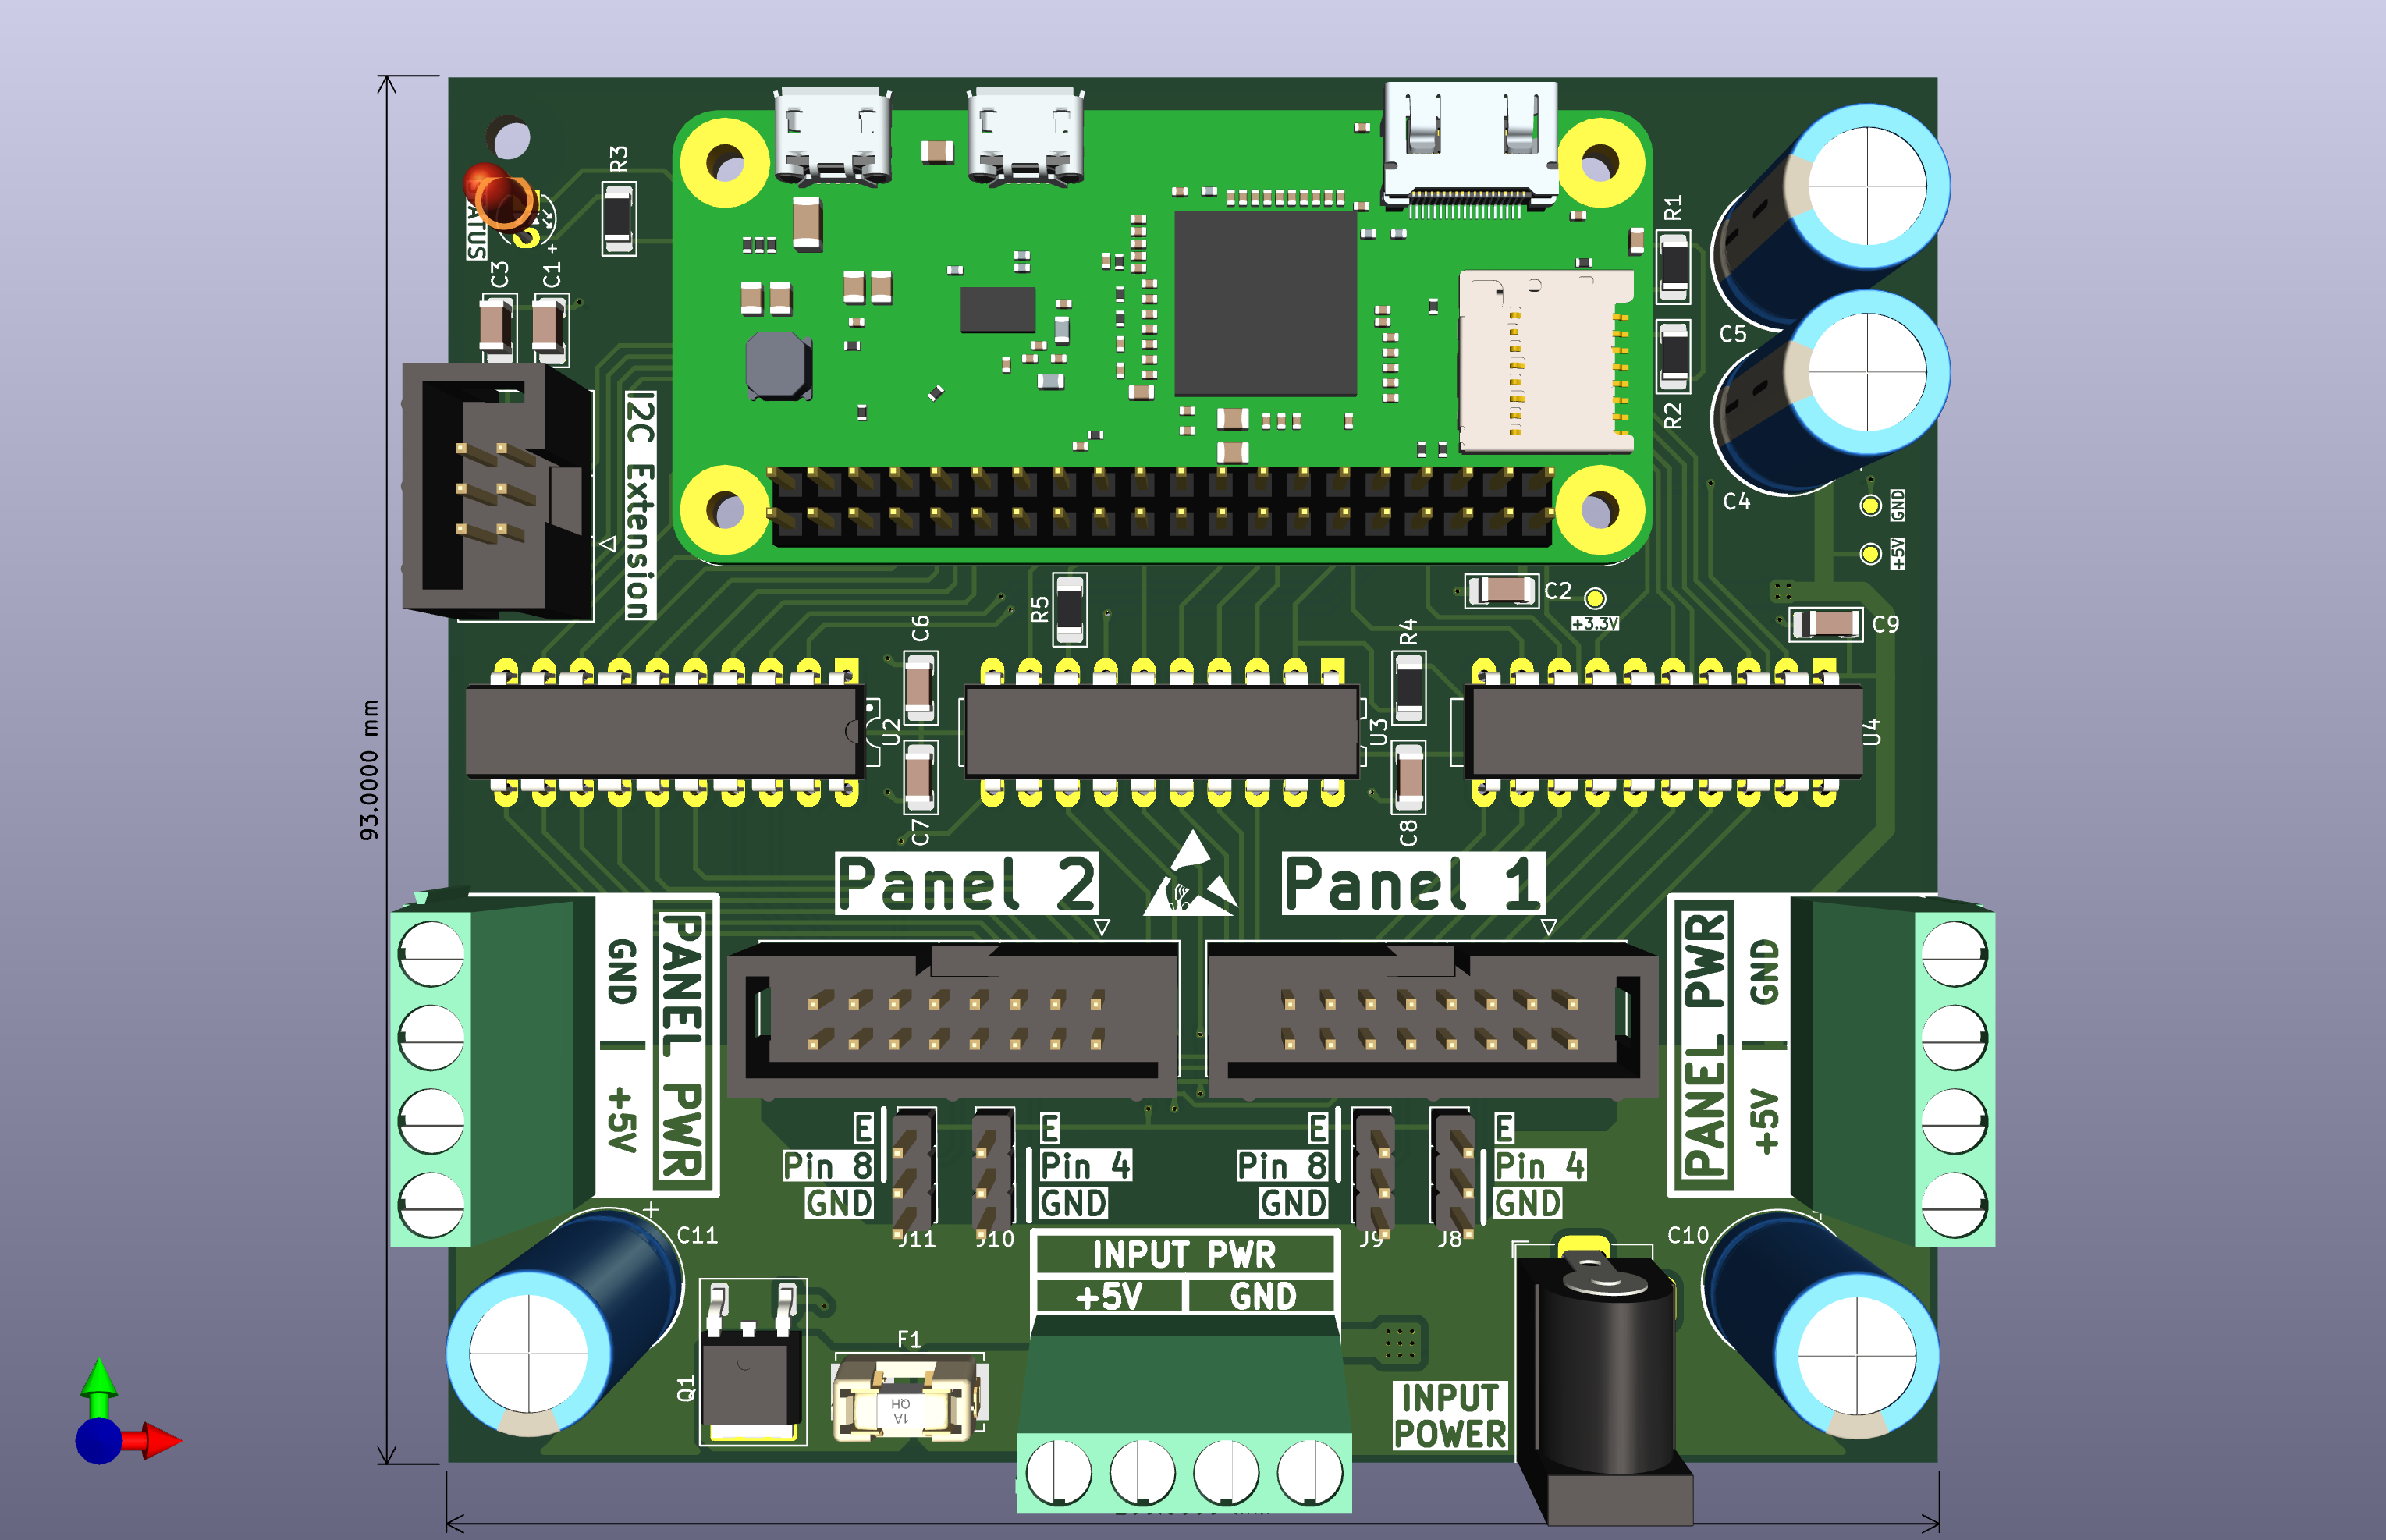 R3
R1
ATUS
+
C3
C1
C5
R2
I2C Extension
C4
GND
+5V
R5
C2
+3.3V
C6
R4
C9
U2
U3
U4
93.0000 mm
C7
C8
Panel 2
Panel 1
GND | +5V
PANEL PWR
PANEL PWR
+5V | GND
E
Pin 8
GND
E
Pin 4
GND
E
Pin 8
GND
E
Pin 4
GND
J11
J10
J9
J8
+
C11
C10
INPUT PWR
+5V
GND
F1
Q1
1A
QH
INPUT
POWER